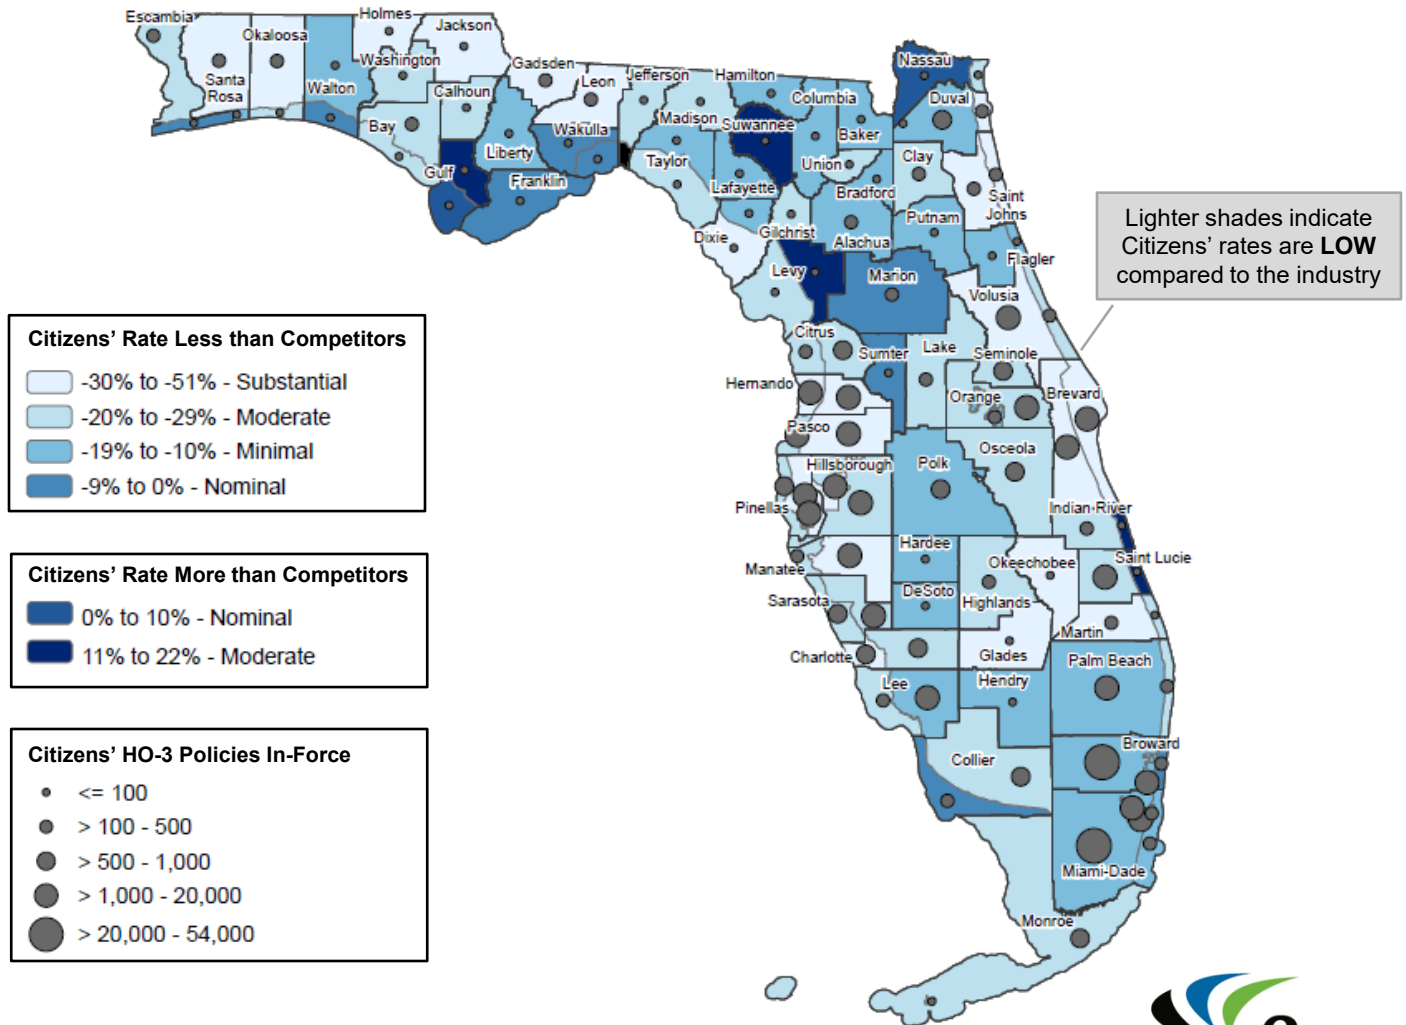 Escambia
Santa
Rosa
Okaloosa
Walton
Holmes
Washington
Jackson
Bay
Calhoun
Gulf
Liberty
Gadsden
Leon
Wakulla
Franklin
Jefferson
Madison
Taylor
Hamilton
Suwannee
Lafayette
Dixie
Columbia
Union
Gilchrist
Levy
Baker
Bradford
Alachua
Nassau
Duval
Clay
Saint
Johns
Putnam
Flagler
Marion
Volusia
Citrus
Sumter
Lake
Seminole
Hernando
Orange
Brevard
Pasco
Osceola
Hillsborough
Polk
Pinellas
Indian River
Hardee
Okeechobee
Saint Lucie
Manatee
DeSoto
Highlands
Sarasota
Martin
Charlotte
Glades
Palm Beach
Lee
Hendry
Broward
Collier
Miami-Dade
Monroe
Lighter shades indicate
Citizens' rates are LOW
compared to the industry
Citizens' Rate Less than Competitors
-30% to -51% - Substantial
-20% to -29% - Moderate
-19% to -10% - Minimal
-9% to 0% - Nominal
Citizens' Rate More than Competitors
0% to 10% - Nominal
11% to 22% - Moderate
Citizens' HO-3 Policies In-Force
<= 100
> 100 - 500
> 500 - 1,000
> 1,000 - 20,000
> 20,000 - 54,000